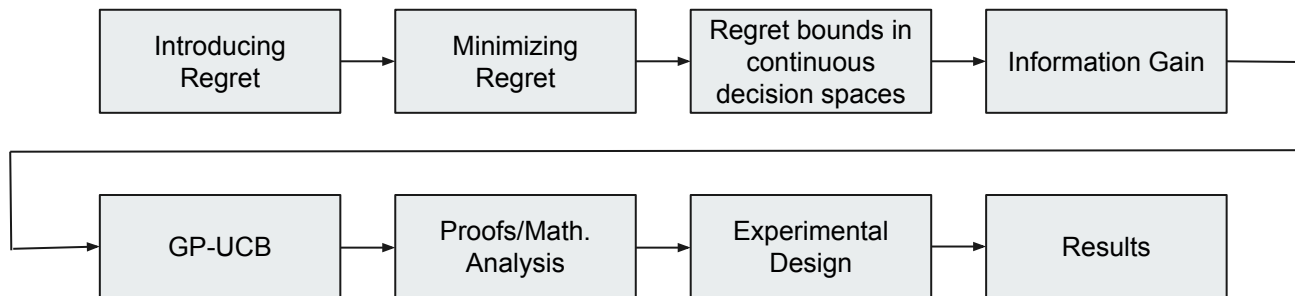 Introducing
Regret
Minimizing
Regret
Regret bounds in
continuous
decision spaces
Information Gain
GP-UCB
Proofs/Math.
Analysis
Experimental
Design
Results